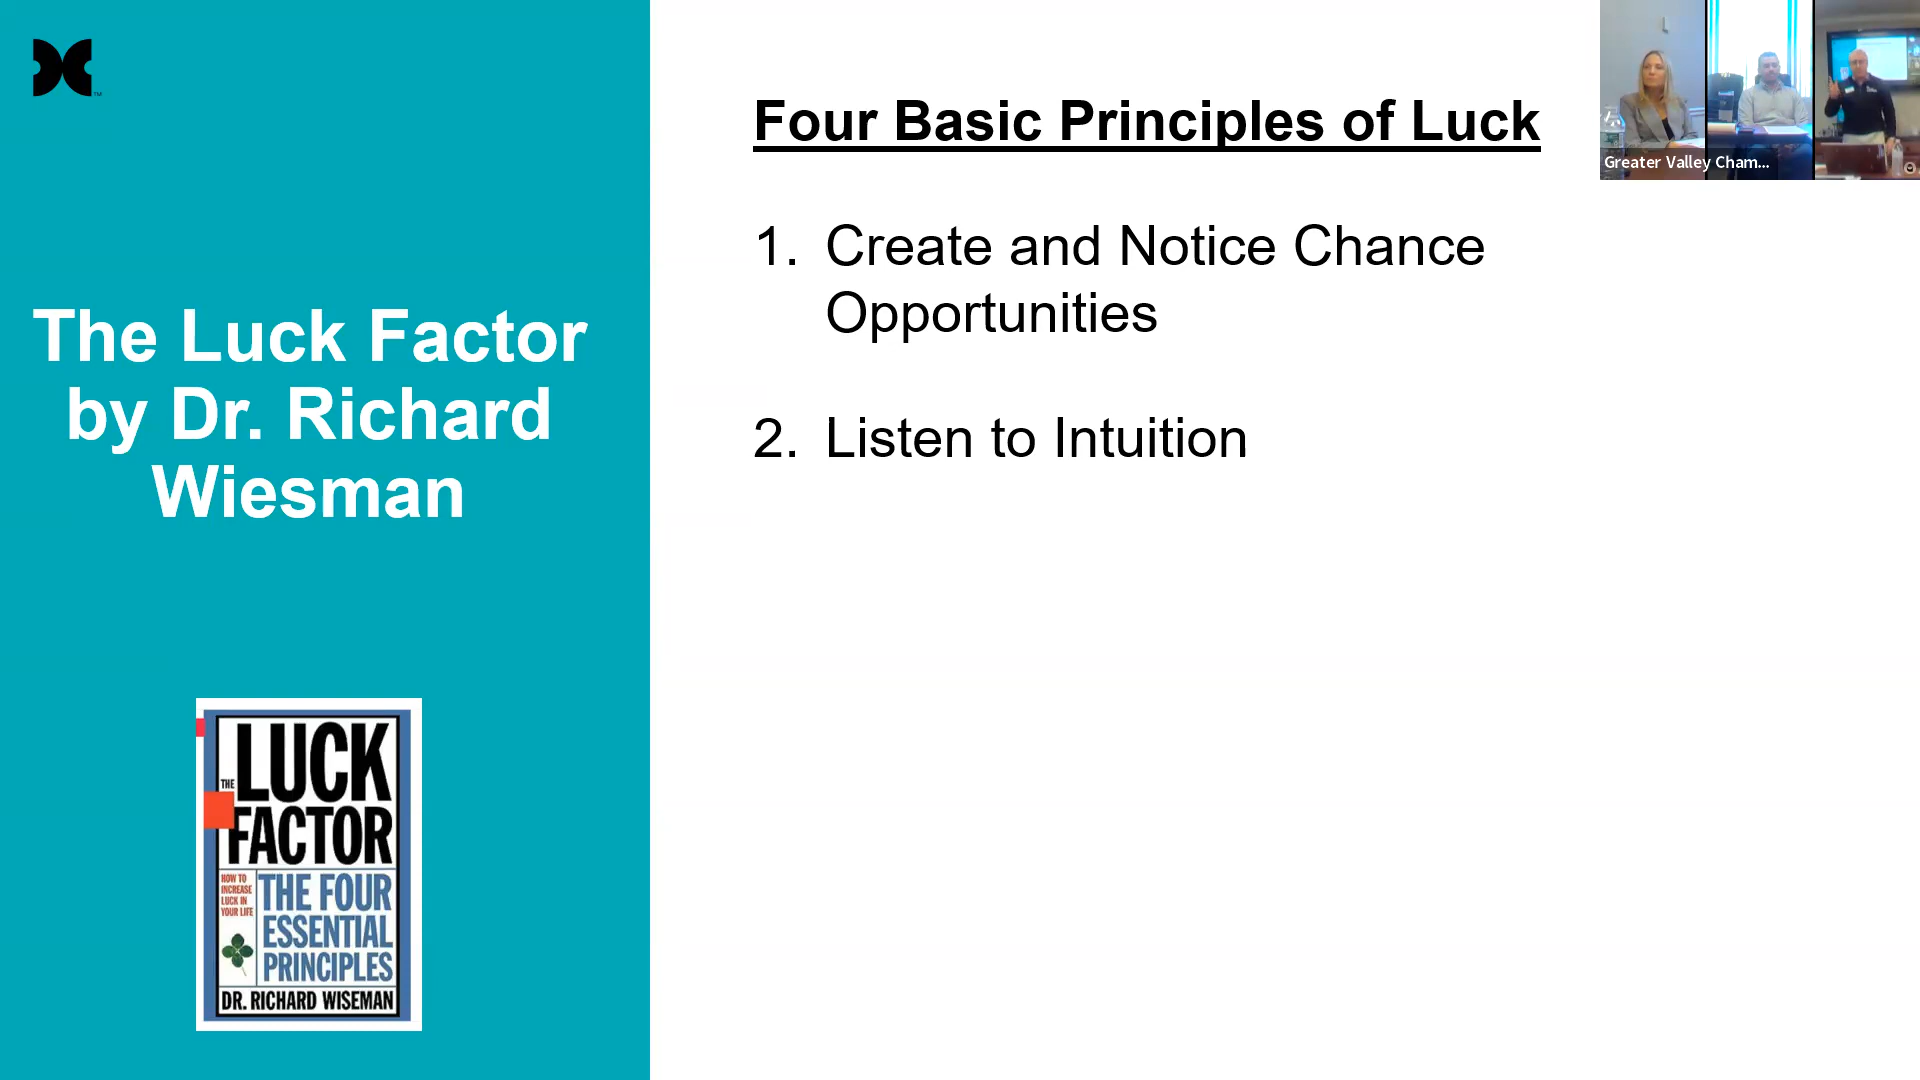 The Luck Factor
by Dr. Richard
Wiesman
THE
LUCK
FACTOR
HOW TO
INCREASE
LUCK IN
YOUR LIFE
THE FOUR
ESSENTIAL
PRINCIPLES
DR. RICHARD WISEMAN
Four Basic Principles of Luck
1. Create and Notice Chance
Opportunities
2. Listen to Intuition
Greater Valley Cham...
TM